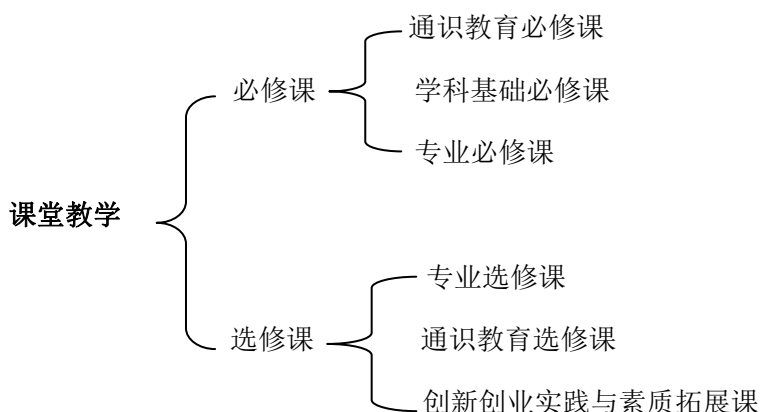 通识教育必修课
必修课
学科基础必修课
专业必修课
课堂教学
专业选修课
选修课
通识教育选修课
创新创业实践与素质拓展课